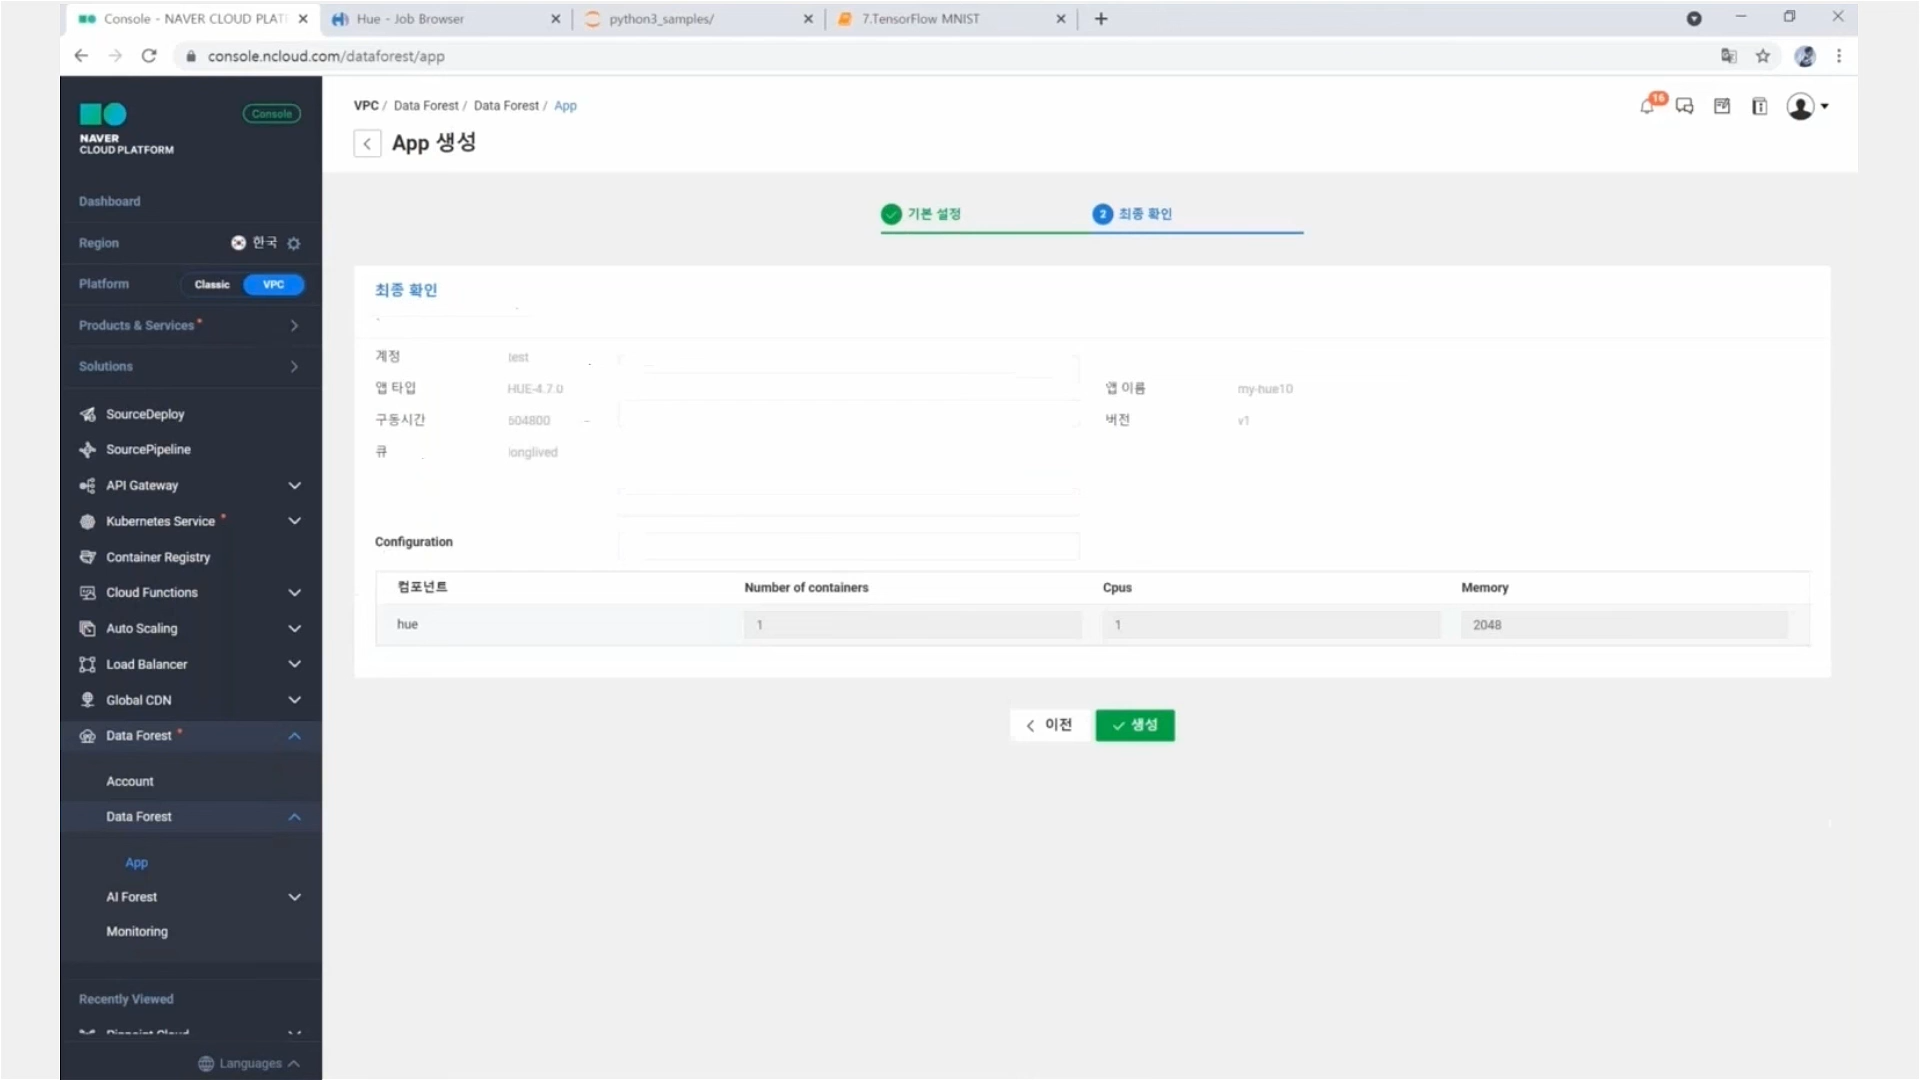 Console - NAVER CLOUD PLAT
Hue - Job Browser
python3_samples/
7.TensorFlow MNIST
console.ncloud.com/dataforest/app
NAVER
CLOUD PLATFORM
Console
VPC / Data Forest / Data Forest / App
16
App 생성
Dashboard
Region
한국
Platform
Classic
VPC
Products & Services
Solutions
SourceDeploy
SourcePipeline
API Gateway
Kubernetes Service
Container Registry
Cloud Functions
Auto Scaling
Load Balancer
Global CDN
Data Forest
Account
Data Forest
App
AI Forest
Monitoring
Recently Viewed
Languages
기본 설정
2 최종 확인
최종 확인
계정 test
앱 타입 HUE-4.7.0
앱 이름 my-hue10
구동시간 604800
버전 v1
큐 longlived
Configuration
컴포넌트 Number of containers Cpus Memory
hue 1 1 2048
이전
생성